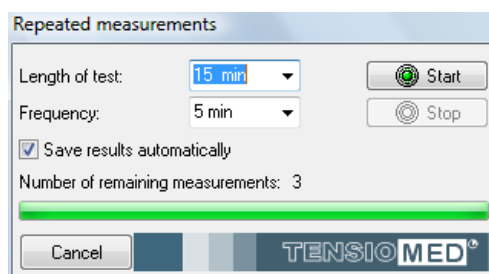 Repeated measurements
Length of test: 15 min Start
Frequency: 5 min Stop
Save results automatically
Number of remaining measurements: 3
Cancel TENSIOMED®